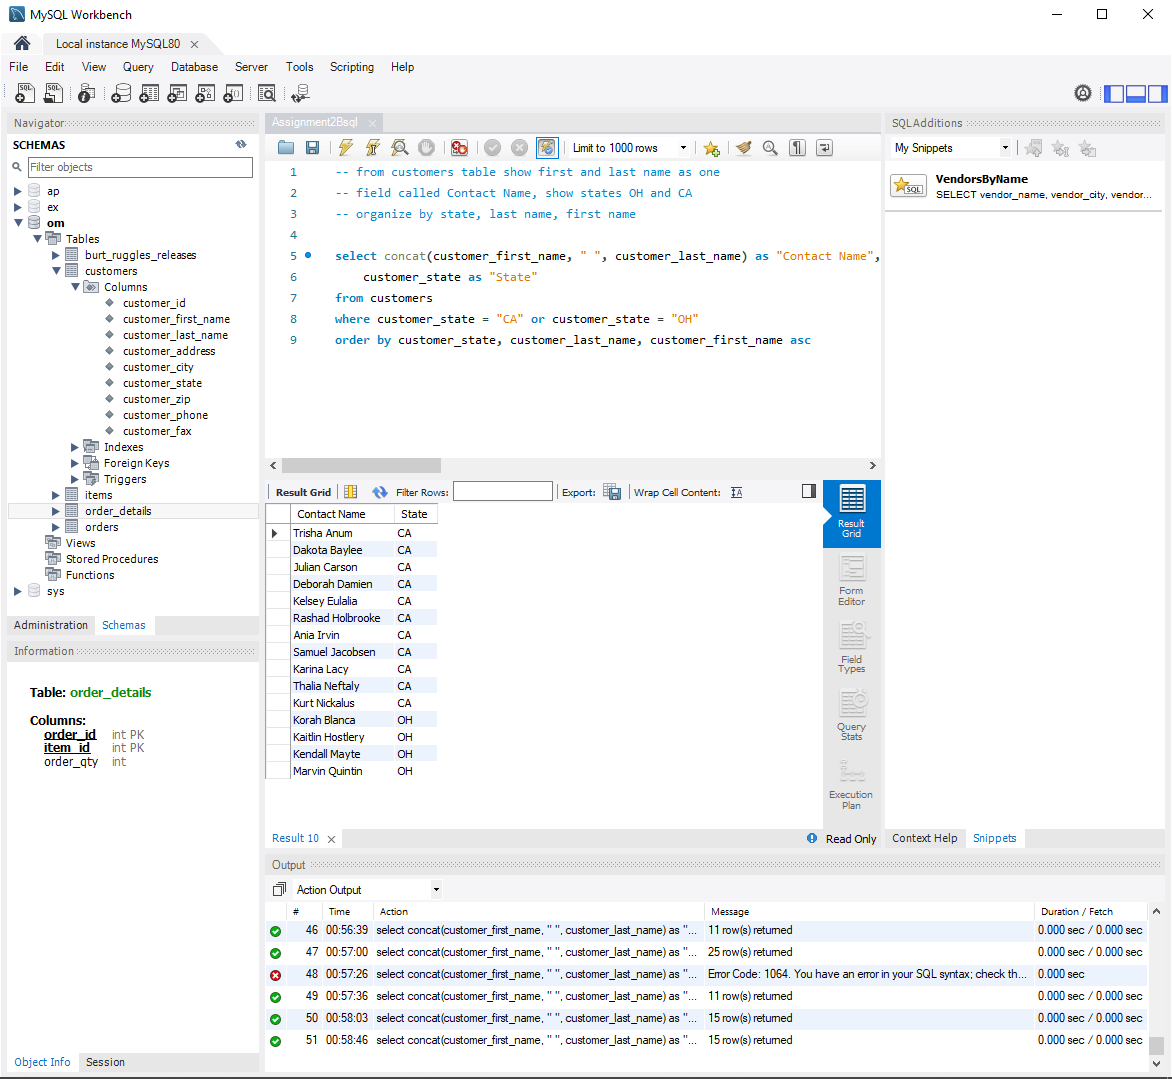 MySQL Workbench
Local instance MySQL80
File Edit View Query Database Server Tools Scripting Help
Navigator
SCHEMAS
Filter objects
ap
ex
om
Tables
burt_ruggles_releases
customers
Columns
customer_id
customer_first_name
customer_last_name
customer_address
customer_city
customer_state
customer_zip
customer_phone
customer_fax
Indexes
Foreign Keys
Triggers
items
order_details
orders
Views
Stored Procedures
Functions
sys
Administration Schemas
Information
Table: order_details
Columns:
order_id int PK
item_id int PK
order_qty int
Object Info Session
Assignment2Bsql
Limit to 1000 rows
1 -- from customers table show first and last name as one
2 -- field called Contact Name, show states OH and CA
3 -- organize by state, last name, first name
4
5 select concat(customer_first_name, " ", customer_last_name) as "Contact Name",
6 customer_state as "State"
7 from customers
8 where customer_state = "CA" or customer_state = "OH"
9 order by customer_state, customer_last_name, customer_first_name asc
Result Grid Filter Rows: Export: Wrap Cell Content:
Contact Name State
Trisha Anum CA
Dakota Baylee CA
Julian Carson CA
Deborah Damien CA
Kelsey Eulalia CA
Rashad Holbrooke CA
Ania Irvin CA
Samuel Jacobsen CA
Karina Lacy CA
Thalia Neftaly CA
Kurt Nickalus CA
Korah Blanca OH
Kaitlin Hostlery OH
Kendall Mayte OH
Marvin Quintin OH
Result
Grid
Form
Editor
Field
Types
Query
Stats
Execution
Plan
Result 10
Read Only
SQLAdditions
My Snippets
SQL
VendorsByName
SELECT vendor_name, vendor_city, vendor...
Context Help Snippets
Output
Action Output
# Time Action Message Duration / Fetch
46 00:56:39 select concat(customer_first_name, " ", customer_last_name) as "... 11 row(s) returned 0.000 sec / 0.000 sec
47 00:57:00 select concat(customer_first_name, " ", customer_last_name) as "... 25 row(s) returned 0.000 sec / 0.000 sec
48 00:57:26 select concat(customer_first_name, " ", customer_last_name) as "... Error Code: 1064. You have an error in your SQL syntax; check th... 0.000 sec
49 00:57:36 select concat(customer_first_name, " ", customer_last_name) as "... 11 row(s) returned 0.000 sec / 0.000 sec
50 00:58:03 select concat(customer_first_name, " ", customer_last_name) as "... 15 row(s) returned 0.000 sec / 0.000 sec
51 00:58:46 select concat(customer_first_name, " ", customer_last_name) as "... 15 row(s) returned 0.000 sec / 0.000 sec